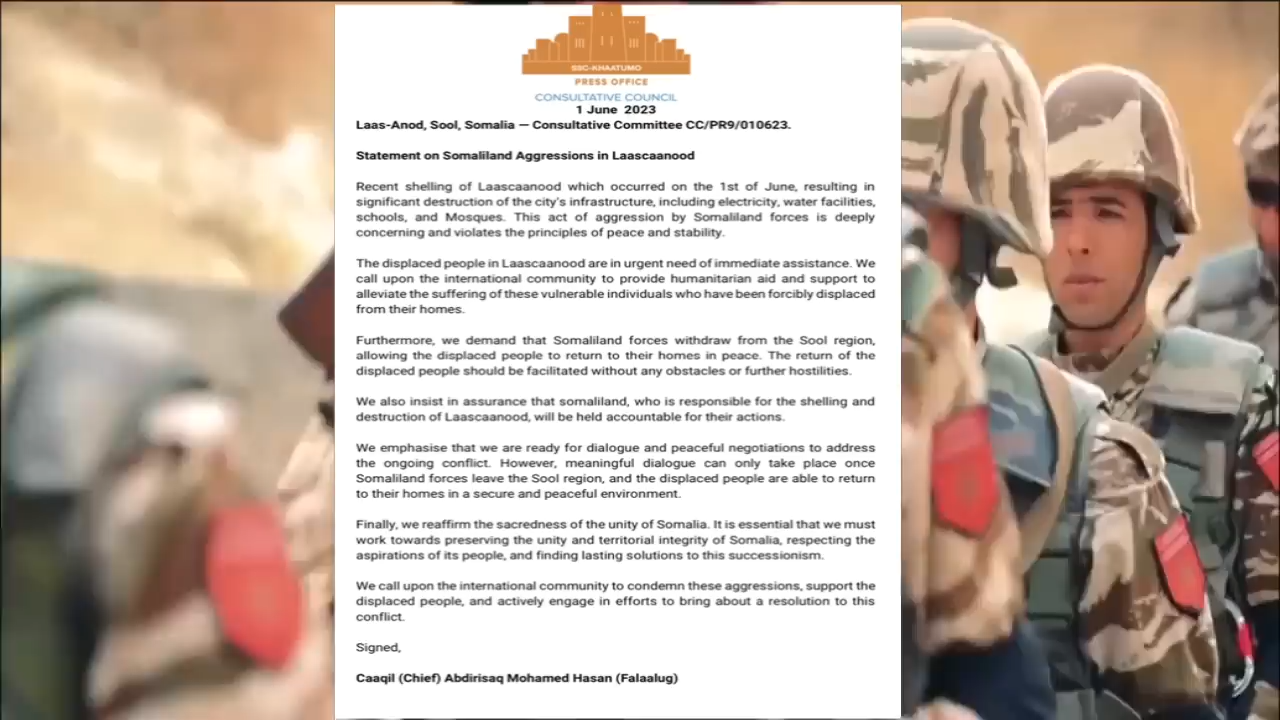 SSC-KHAATUMO
PRESS OFFICE
CONSULTATIVE COUNCIL
1 June 2023
Laas-Anod, Sool, Somalia — Consultative Committee CC/PR9/010623.
Statement on Somaliland Aggressions in Laascaanood
Recent shelling of Laascaanood which occurred on the 1st of June, resulting in
significant destruction of the city's infrastructure, including electricity, water facilities,
schools, and Mosques. This act of aggression by Somaliland forces is deeply
concerning and violates the principles of peace and stability.
The displaced people in Laascaanood are in urgent need of immediate assistance. We
call upon the international community to provide humanitarian aid and support to
alleviate the suffering of these vulnerable individuals who have been forcibly displaced
from their homes.
Furthermore, we demand that Somaliland forces withdraw from the Sool region,
allowing the displaced people to return to their homes in peace. The return of the
displaced people should be facilitated without any obstacles or further hostilities.
We also insist in assurance that somaliland, who is responsible for the shelling and
destruction of Laascaanood, will be held accountable for their actions.
We emphasise that we are ready for dialogue and peaceful negotiations to address
the ongoing conflict. However, meaningful dialogue can only take place once
Somaliland forces leave the Sool region, and the displaced people are able to return
to their homes in a secure and peaceful environment.
Finally, we reaffirm the sacredness of the unity of Somalia. It is essential that we must
work towards preserving the unity and territorial integrity of Somalia, respecting the
aspirations of its people, and finding lasting solutions to this successionism.
We call upon the international community to condemn these aggressions, support the
displaced people, and actively engage in efforts to bring about a resolution to this
conflict.
Signed,
Caaqil (Chief) Abdirisaq Mohamed Hasan (Falaalug)